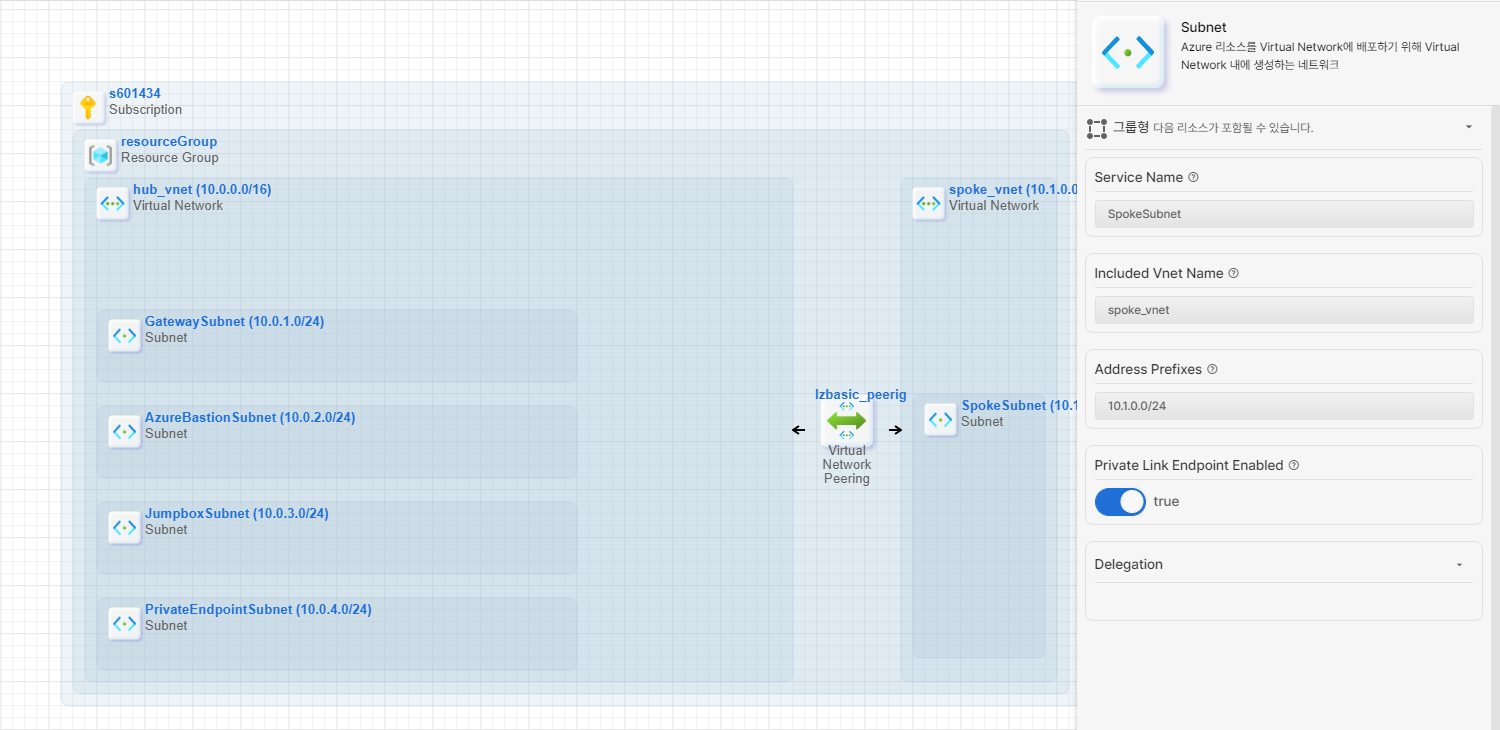 s601434
Subscription
resourceGroup
Resource Group
hub_vnet (10.0.0.0/16)
Virtual Network
GatewaySubnet (10.0.1.0/24)
Subnet
AzureBastionSubnet (10.0.2.0/24)
Subnet
JumpboxSubnet (10.0.3.0/24)
Subnet
PrivateEndpointSubnet (10.0.4.0/24)
Subnet
lzbasic_peerig
Virtual
Network
Peering
spoke_vnet (10.1.0.0
Virtual Network
SpokeSubnet (10.1
Subnet
Subnet
Azure 리소스를 Virtual Network에 배포하기 위해 Virtual
Network 내에 생성하는 네트워크
그룹형 다음 리소스가 포함될 수 있습니다.
Service Name
SpokeSubnet
Included Vnet Name
spoke_vnet
Address Prefixes
10.1.0.0/24
Private Link Endpoint Enabled
true
Delegation